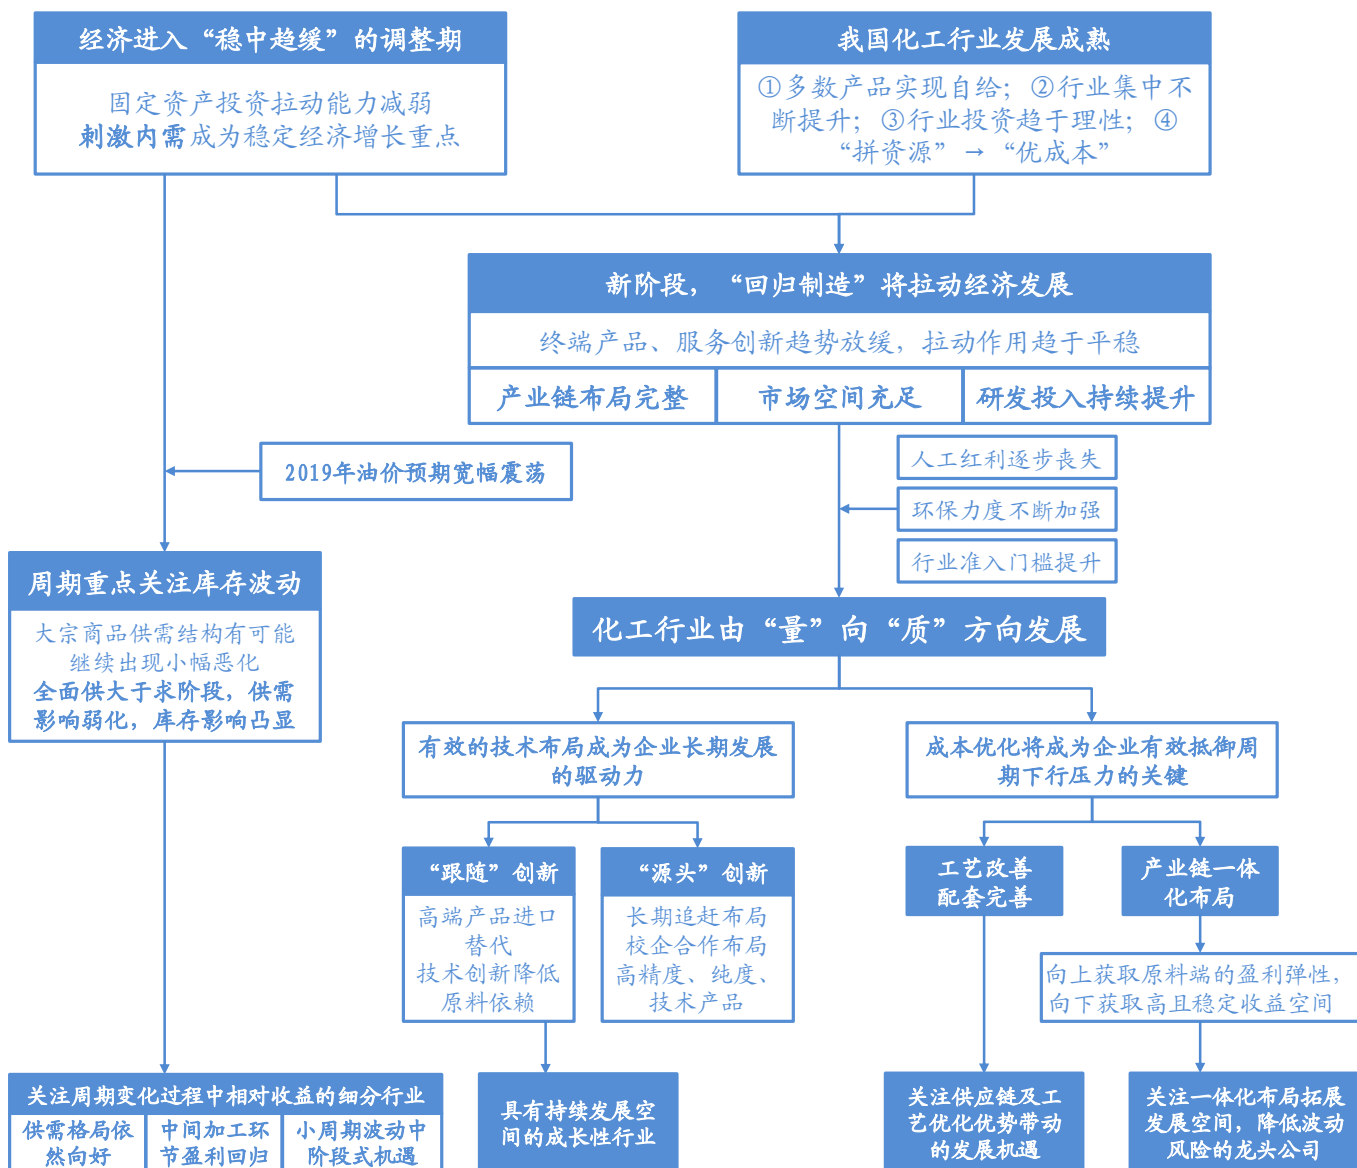 经济进入“稳中趋缓”的调整期
固定资产投资拉动能力减弱
刺激内需成为稳定经济增长重点
我国化工行业发展成熟
①多数产品实现自给；②行业集中不
断提升；③行业投资趋于理性；④
“拼资源” → “优成本”
新阶段，“回归制造”将拉动经济发展
终端产品、服务创新趋势放缓，拉动作用趋于平稳
产业链布局完整
市场空间充足
研发投入持续提升
2019年油价预期宽幅震荡
人工红利逐步丧失
环保力度不断加强
行业准入门槛提升
周期重点关注库存波动
大宗商品供需结构有可能
继续出现小幅恶化
全面供大于求阶段，供需
影响弱化，库存影响凸显
化工行业由“量”向“质”方向发展
有效的技术布局成为企业长期发展
的驱动力
成本优化将成为企业有效抵御周
期下行压力的关键
“跟随”创新
高端产品进口
替代
技术创新降低
原料依赖
“源头”创新
长期追赶布局
校企合作布局
高精度、纯度、
技术产品
工艺改善
配套完善
产业链一体
化布局
向上获取原料端的盈利弹性，
向下获取高且稳定收益空间
关注周期变化过程中相对收益的细分行业
供需格局依
然向好
中间加工环
节盈利回归
小周期波动中
阶段式机遇
具有持续发展空
间的成长性行业
关注供应链及工
艺优化优势带动
的发展机遇
关注一体化布局拓展
发展空间，降低波动
风险的龙头公司